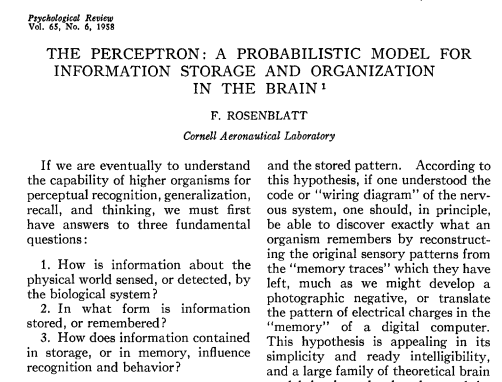 Psychological Review
Vol. 65, No. 6, 1958
THE PERCEPTRON: A PROBABILISTIC MODEL FOR
INFORMATION STORAGE AND ORGANIZATION
IN THE BRAIN 1
F. ROSENBLATT
Cornell Aeronautical Laboratory
If we are eventually to understand
the capability of higher organisms for
perceptual recognition, generalization,
recall, and thinking, we must first
have answers to three fundamental
questions:
1. How is information about the
physical world sensed, or detected, by
the biological system?
2. In what form is information
stored, or remembered?
3. How does information contained
in storage, or in memory, influence
recognition and behavior?
and the stored pattern. According to
this hypothesis, if one understood the
code or "wiring diagram" of the nerv-
ous system, one should, in principle,
be able to discover exactly what an
organism remembers by reconstruct-
ing the original sensory patterns from
the "memory traces" which they have
left, much as we might develop a
photographic negative, or translate
the pattern of electrical charges in the
"memory" of a digital computer.
This hypothesis is appealing in its
simplicity and ready intelligibility,
and a large family of theoretical brain